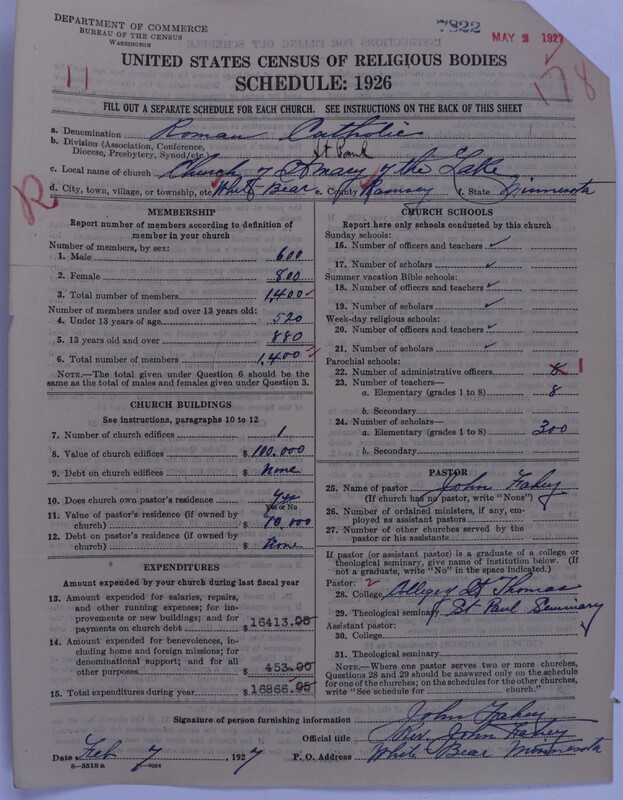 DEPARTMENT OF COMMERCE
BUREAU OF THE CENSUS
WASHINGTON
7822
MAY 2 1927
178
11
UNITED STATES CENSUS OF RELIGIOUS BODIES
SCHEDULE: 1926
FILL OUT A SEPARATE SCHEDULE FOR EACH CHURCH. SEE INSTRUCTIONS ON THE BACK OF THIS SHEET
a. Denomination Roman Catholic
b. Division (Association, Conference, Diocese, Presbytery, Synod, etc.) St Paul
c. Local name of church Church of St Mary of the Lake
d. City, town, village, or township, etc. White Bear e. County Ramsey f. State Minnesota
MEMBERSHIP
Report number of members according to definition of
member in your church
Number of members, by sex:
1. Male 600
2. Female 800
3. Total number of members 1,400
Number of members under and over 13 years old:
4. Under 13 years of age 520
5. 13 years old and over 880
6. Total number of members 1,400
NOTE.—The total given under Question 6 should be
same as the total of males and females given under Question 3.
CHURCH BUILDINGS
See instructions, paragraphs 10 to 12
7. Number of church edifices 1
8. Value of church edifices $ 100.000
9. Debt on church edifices $ None
10. Does church own pastor's residence yes
Yes or No
11. Value of pastor's residence (if owned by
church) $ 10,000
12. Debt on pastor's residence (if owned by
church) $ None
EXPENDITURES
Amount expended by your church during last fiscal year
13. Amount expended for salaries, repairs,
and other running expenses; for im-
provements or new buildings; and for
payments on church debt $ 16413.05
14. Amount expended for benevolences, in-
cluding home and foreign missions; for
denominational support; and for all
other purposes $ 453.90
15. Total expenditures during year $ 16866.95
CHURCH SCHOOLS
Report here only schools conducted by this church
Sunday schools:
16. Number of officers and teachers
17. Number of scholars
Summer vacation Bible schools:
18. Number of officers and teachers
19. Number of scholars
Week-day religious schools:
20. Number of officers and teachers
21. Number of scholars
Parochial schools:
22. Number of administrative officers 1
23. Number of teachers—
a. Elementary (grades 1 to 8) 8
b. Secondary
24. Number of scholars—
a. Elementary (grades 1 to 8) 300
b. Secondary
PASTOR
25. Name of pastor John Fahey
(If church has no pastor, write "None")
26. Number of ordained ministers, if any, em-
ployed as assistant pastors
27. Number of other churches served by the
pastor or his assistants
If pastor (or assistant pastor) is a graduate of a college or
theological seminary, give name of institution below. (If
not a graduate, write "No" in the space indicated.)
Pastor: 2
28. College College of St Thomas
29. Theological seminary St Paul Seminary
Assistant pastor:
30. College
31. Theological seminary
NOTE.—Where one pastor serves two or more churches,
Questions 28 and 29 should be answered only on the schedule
for one of the churches; on the schedules for the other churches,
write "See schedule for church."
Signature of person furnishing information John Fahey
Official title Rev. John Fahey
Date Feb 7, 1927 P. O. Address White Bear Minnesota
8—5518 a